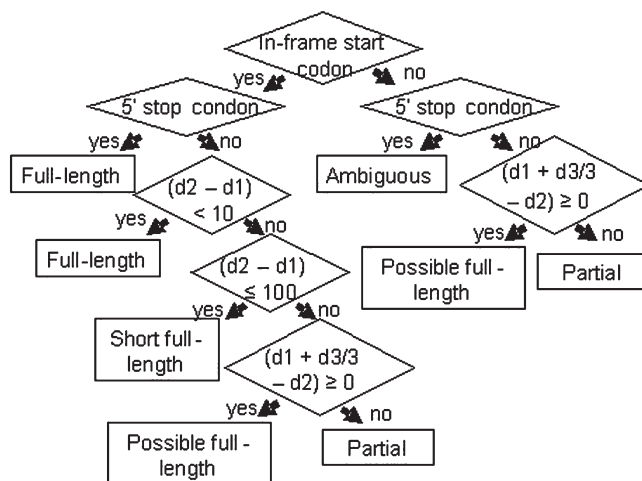 In-frame start
codon
yes
no
5' stop condon
5' stop condon
yes
no
yes
no
Full-length
(d2 – d1)
< 10
Ambiguous
(d1 + d3/3
– d2) ≥ 0
yes
no
yes
no
Full-length
(d2 – d1)
≤ 100
Possible full-
length
Partial
yes
no
Short full-
length
(d1 + d3/3
– d2) ≥ 0
yes
no
Possible full-
length
Partial